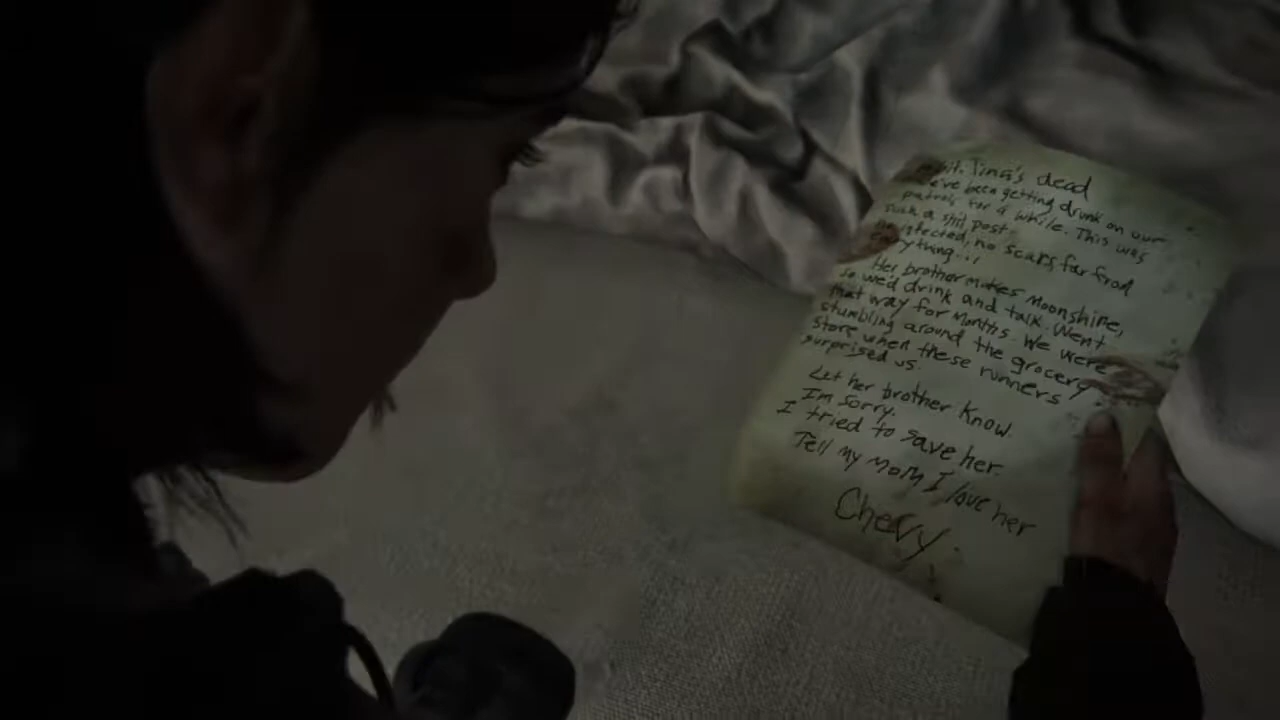 Tina's dead
We've been getting drunk on our
patrols for a while. This was
such a shit post.
no infected, no scars, far from
everything...
Her brother makes Moonshine,
so we'd drink and talk. Went
that way for Months. We were
stumbling around the grocery
store when these runners
surprised us.
Let her brother know.
I'm sorry.
I tried to save her.
Tell my mom I love her
Chevy.